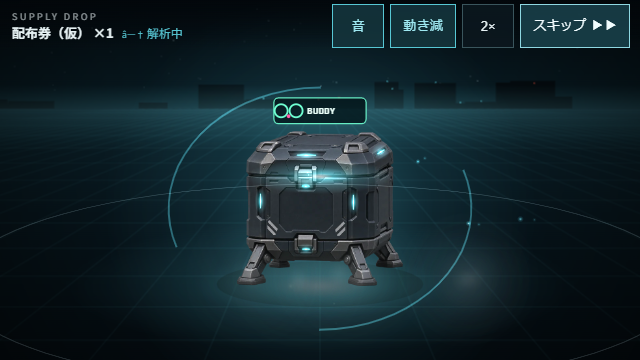 SUPPLY DROP
配布券（仮） ×1 â—† 解析中
音
動き減
2×
スキップ ▶▶
BUDDY